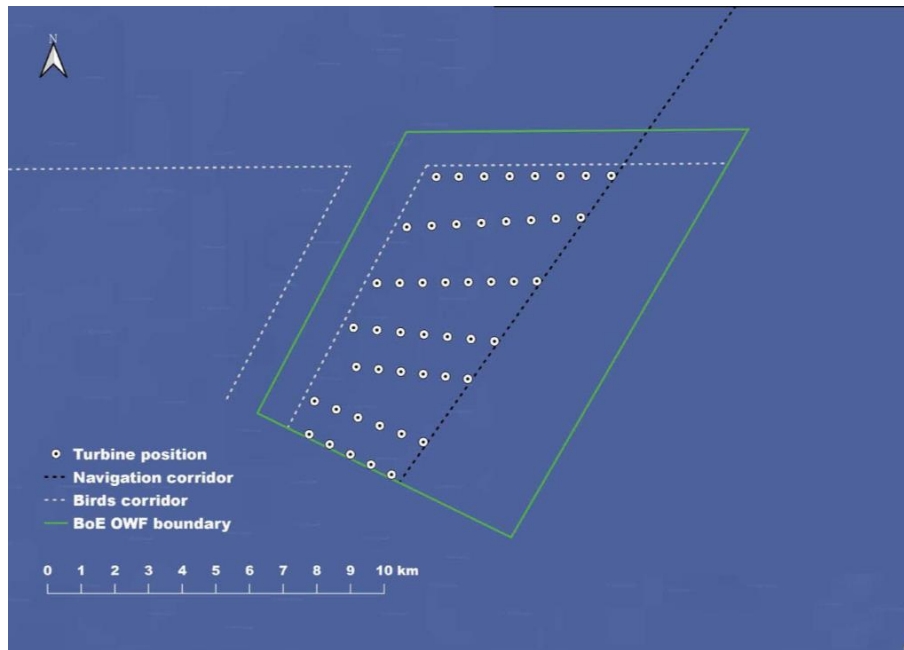 N
Turbine position
Navigation corridor
Birds corridor
BoE OWF boundary
0 1 2 3 4 5 6 7 8 9 10 km